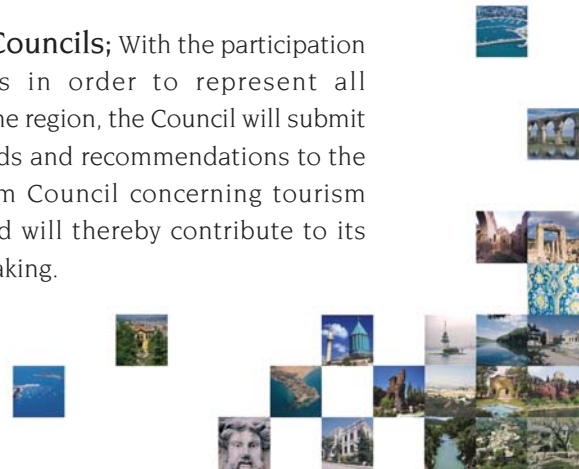 Councils; With the participation
s in order to represent all
ne region, the Council will submit
ds and recommendations to the
m Council concerning tourism
d will thereby contribute to its
aking.